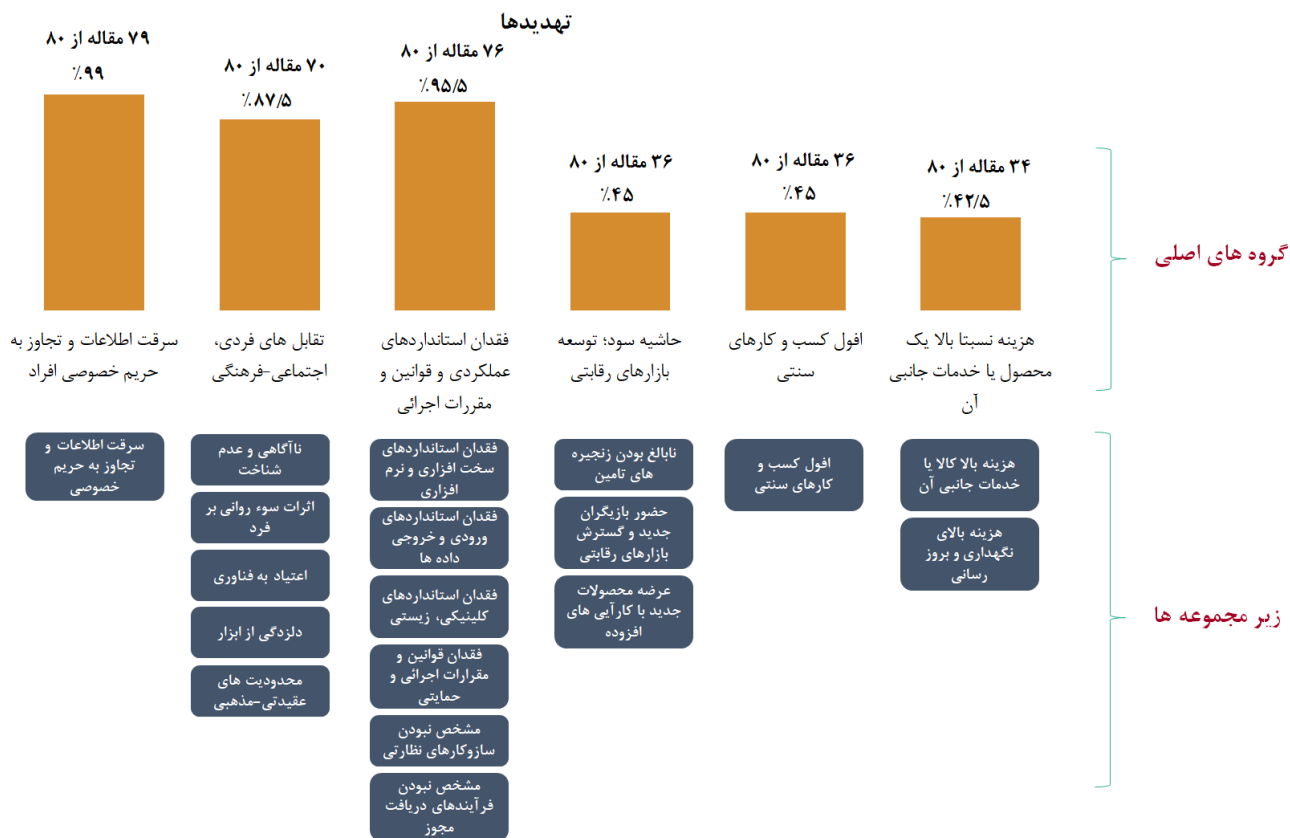 تهدیدها
۷۹ مقاله از ۸۰
٪۹۹
۷۰ مقاله از ۸۰
٪۸۷/۵
۷۶ مقاله از ۸۰
٪۹۵/۵
۳۶ مقاله از ۸۰
٪۴۵
۳۶ مقاله از ۸۰
٪۴۵
۳۴ مقاله از ۸۰
٪۴۲/۵
گروه های اصلی
سرقت اطلاعات و تجاوز به
حریم خصوصی افراد
تقابل های فردی،
اجتماعی-فرهنگی
فقدان استانداردهای
عملکردی و قوانین و
مقررات اجرائی
حاشیه سود؛ توسعه
بازارهای رقابتی
افول کسب و کارهای
سنتی
هزینه نسبتا بالا یک
محصول یا خدمات جانبی
آن
سرقت اطلاعات و
تجاوز به حریم
خصوصی
ناآگاهی و عدم
شناخت
اثرات سوء روانی بر
فرد
اعتیاد به فناوری
دلزدگی از ابزار
محدودیت های
عقیدتی-مذهبی
فقدان استانداردهای
سخت افزاری و نرم
افزاری
فقدان استانداردهای
ورودی و خروجی
داده ها
فقدان استانداردهای
کلینیکی، زیستی
فقدان قوانین و
مقرارات اجرائی و
حمایتی
مشخص نبودن
سازوکارهای نظارتی
مشخص نبودن
فرآیندهای دریافت
مجوز
نابالغ بودن زنجیره
های تامین
حضور بازیگران
جدید و گسترش
بازارهای رقابتی
عرضه محصولات
جدید با کارآیی های
افزوده
افول کسب و
کارهای سنتی
هزینه بالا کالا یا
خدمات جانبی آن
هزینه بالای
نگهداری و بروز
رسانی
زیر مجموعه ها